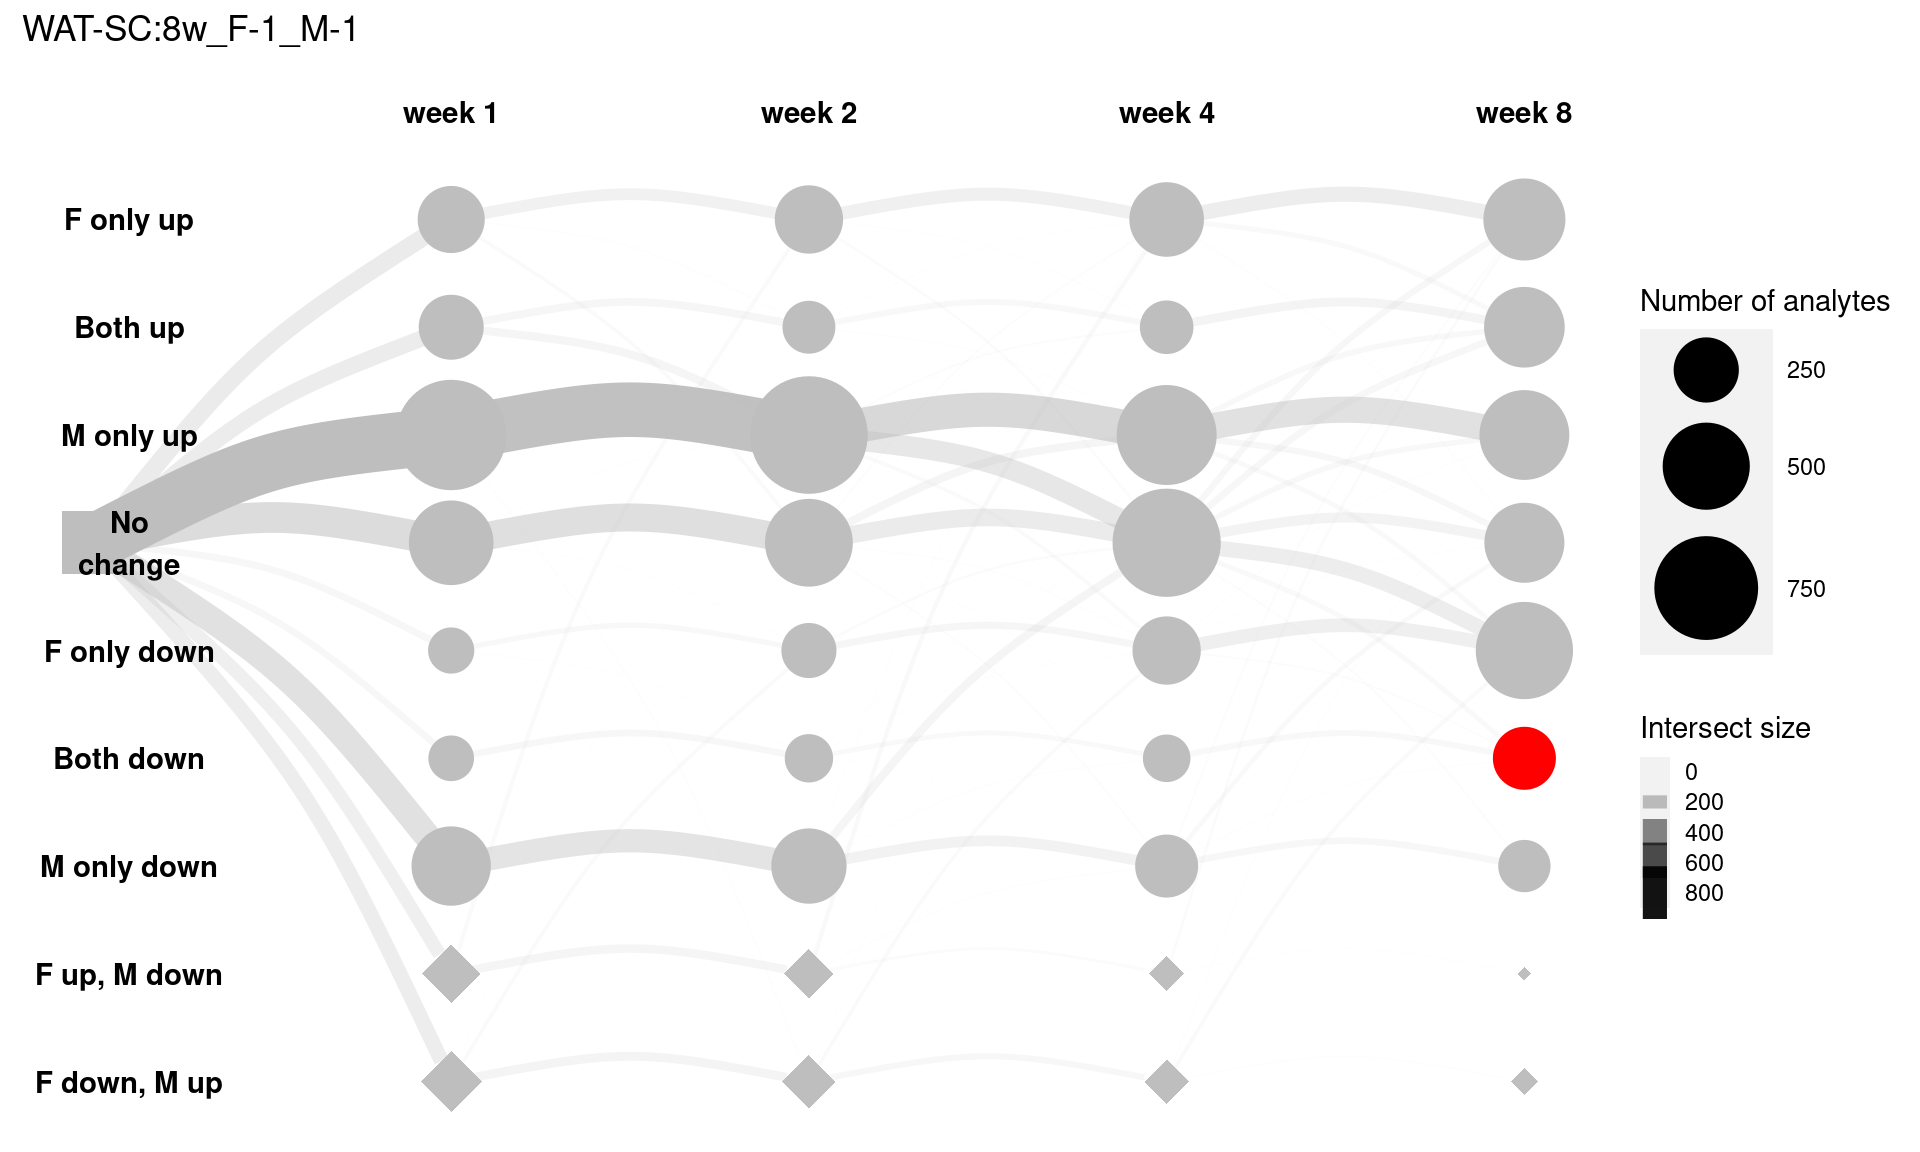 WAT-SC:8w_F-1_M-1
week 1
week 2
week 4
week 8
F only up
Both up
M only up
No
change
F only down
Both down
M only down
F up, M down
F down, M up
Number of analytes
250
500
750
Intersect size
0
200
400
600
800